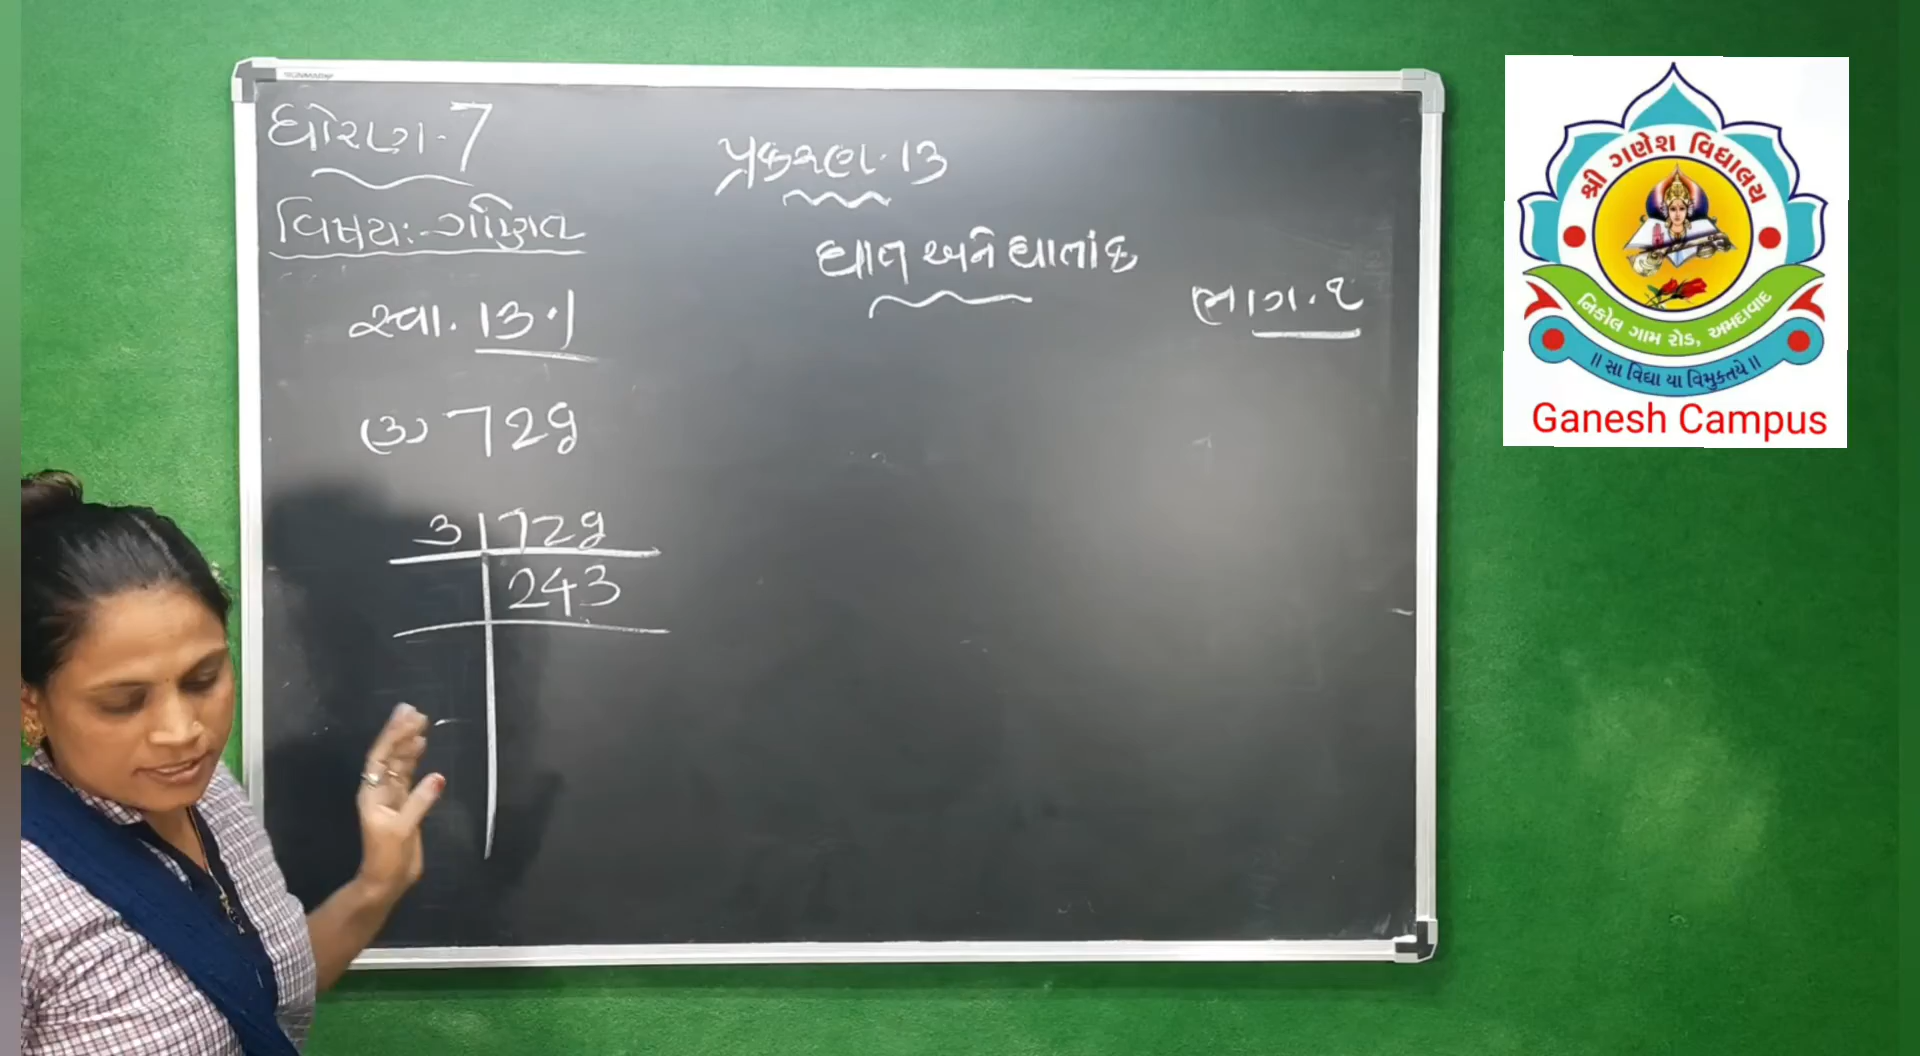 ધોરણ-7
વિષય:-ગણિત
પ્રકરણ-13
ઘાત અને ઘાતાંક
ભાગ-૨
સ્વા. 13.1
(3) 729
3 | 729
243
શ્રી ગણેશ વિદ્યાલય
નિકોલ ગામ રોડ, અમદાવાદ
॥ સા વિદ્યા યા વિમુક્તયે ॥
Ganesh Campus